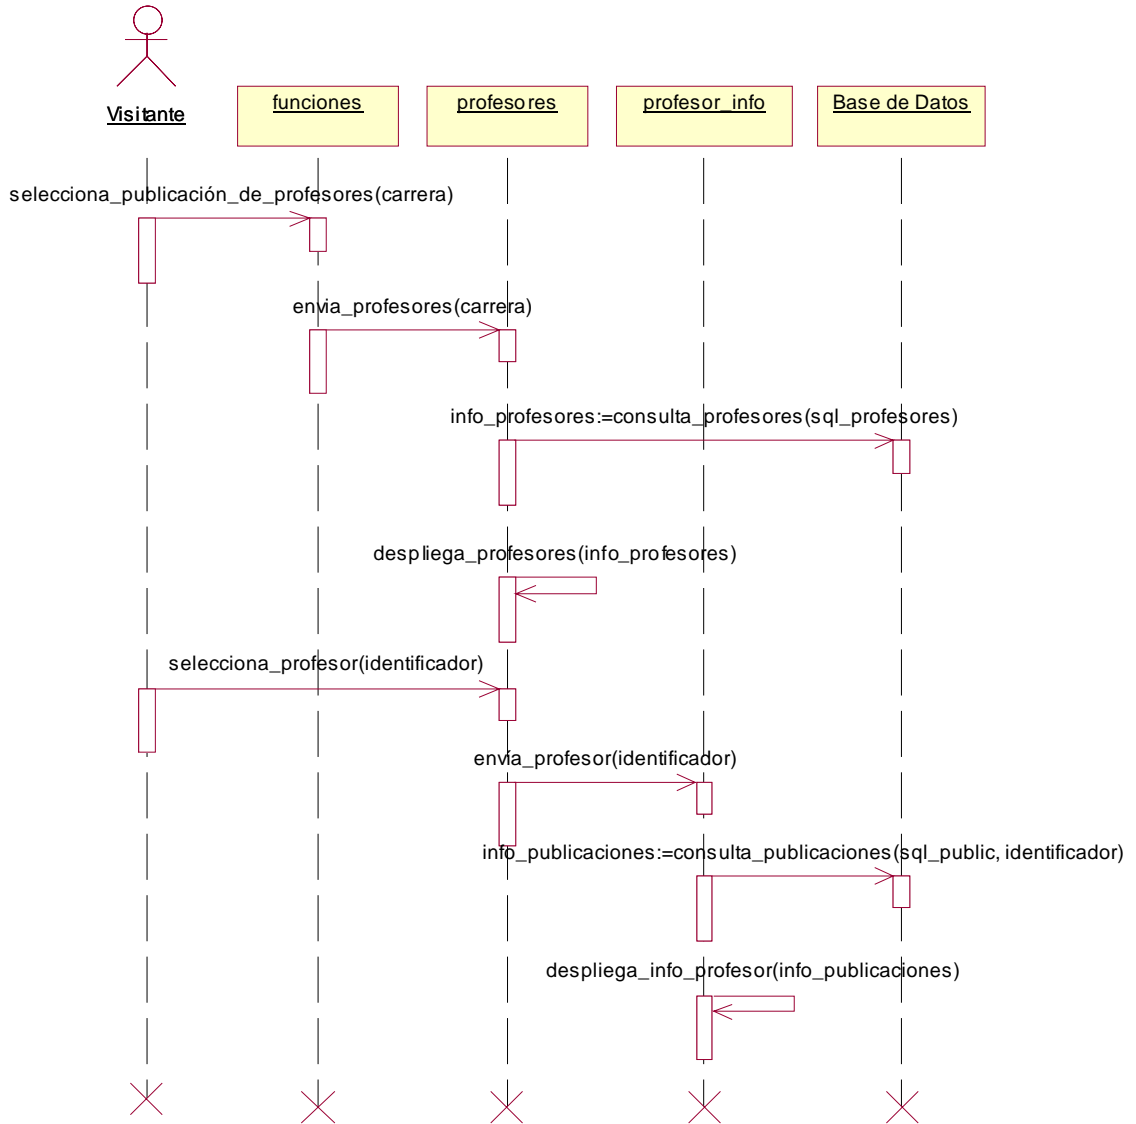 Visitante
funciones
profesores
profesor_info
Base de Datos
selecciona_publicación_de_profesores(carrera)
envia_profesores(carrera)
info_profesores:=consulta_profesores(sql_profesores)
despliega_profesores(info_profesores)
selecciona_profesor(identificador)
envía_profesor(identificador)
info_publicaciones:=consulta_publicaciones(sql_public, identificador)
despliega_info_profesor(info_publicaciones)